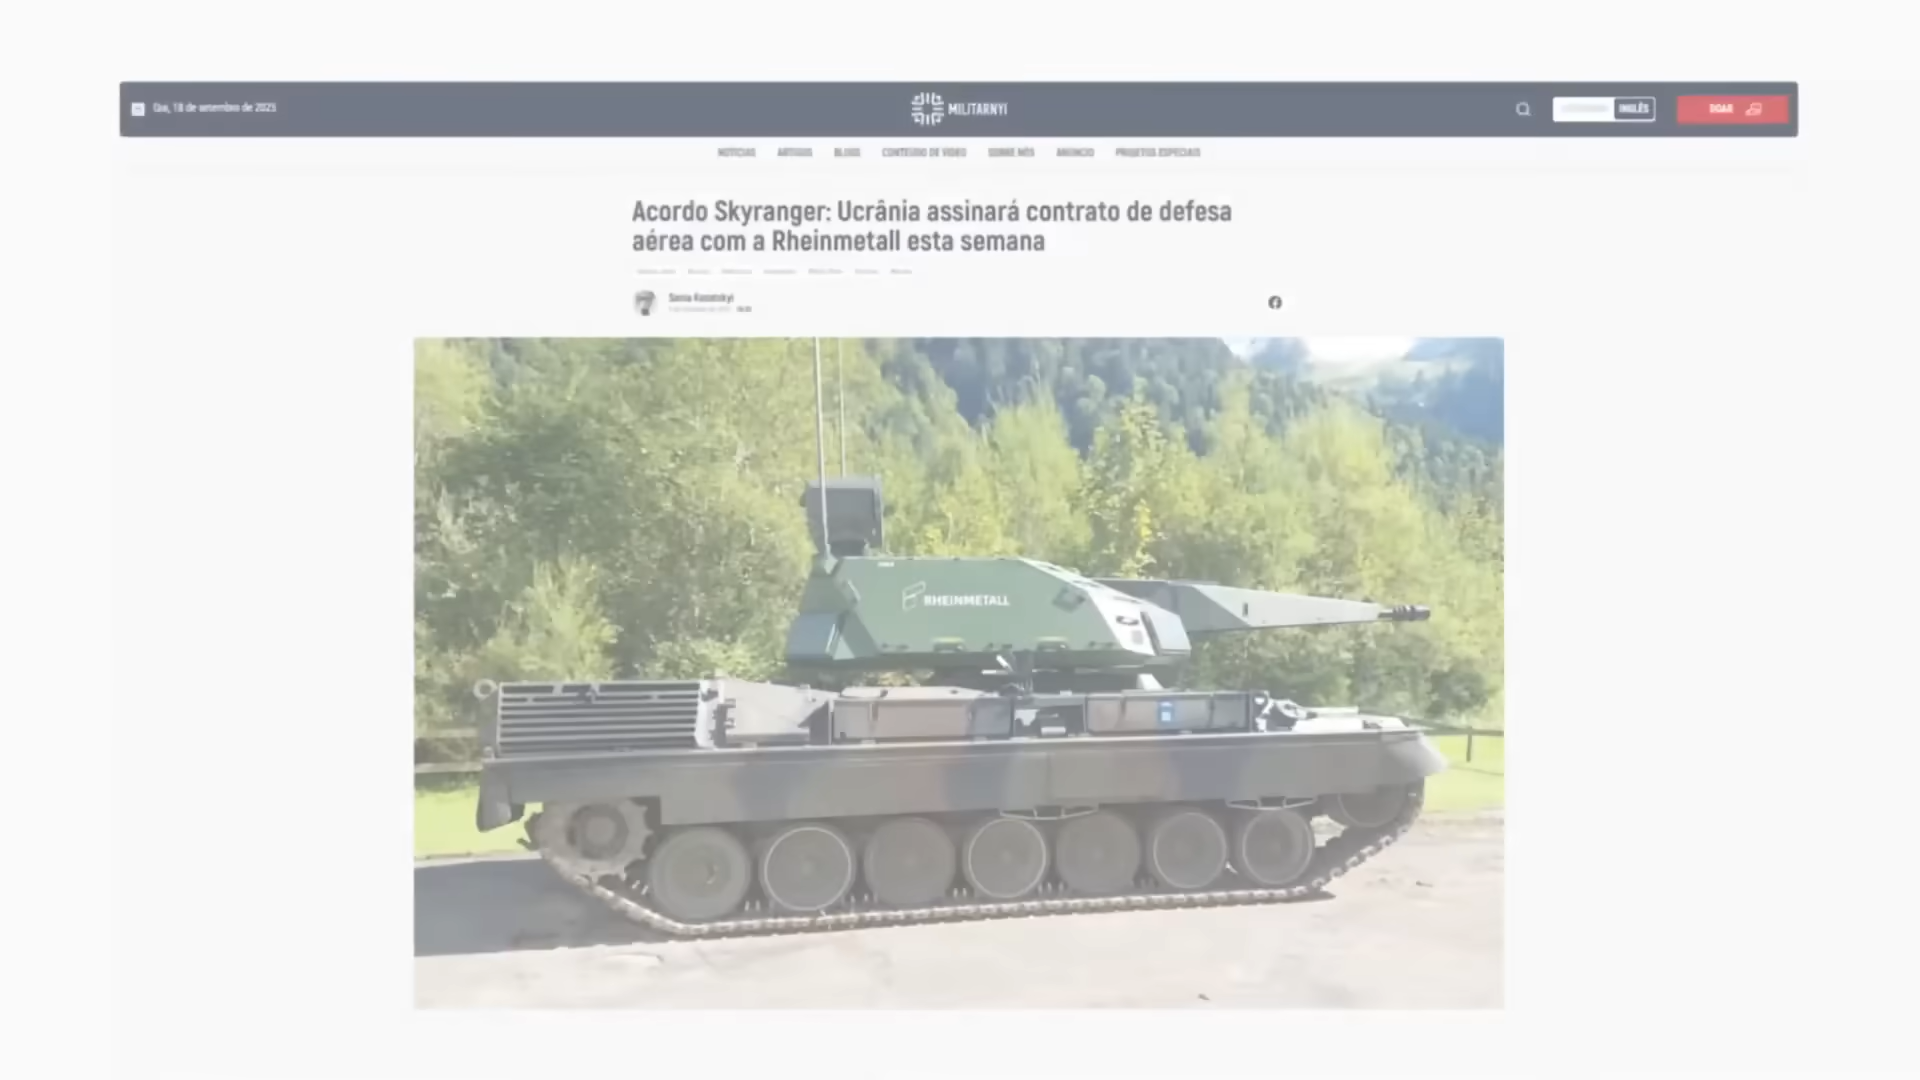 Qui, 18 de setembro de 2025
MILITARNYI
INGLÊS
DOAR
NOTÍCIAS ARTIGOS BLOGS CONTEÚDO DE VÍDEO SOBRE NÓS ANÚNCIO PROJETOS ESPECIAIS
Acordo Skyranger: Ucrânia assinará contrato de defesa
aérea com a Rheinmetall esta semana
RHEINMETALL